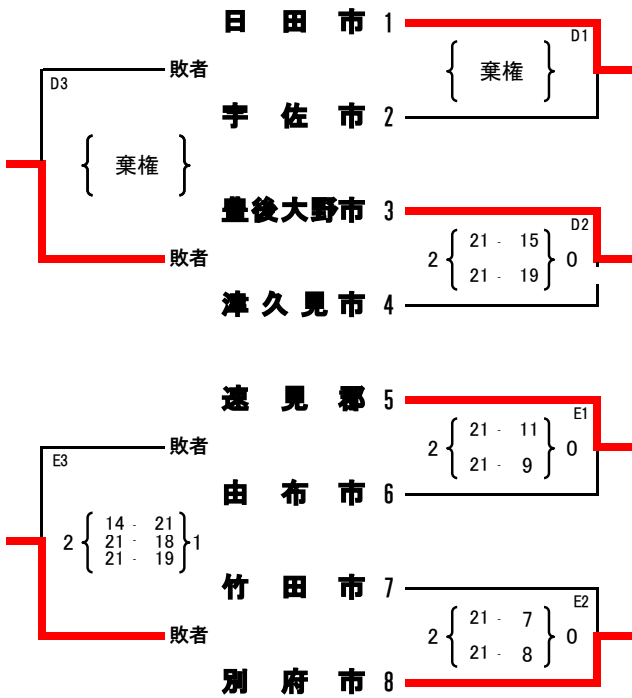 日田市 1
D1
{ 棄権 }
宇佐市 2
豊後大野市 3
D2
2 { 21 - 15 } 0
21 - 19
津久見市 4
速見郡 5
E1
2 { 21 - 11 } 0
21 - 9
由布市 6
竹田市 7
E2
2 { 21 - 7 } 0
21 - 8
別府市 8
D3
敗者
{ 棄権 }
敗者
E3
敗者
14 - 21
2 { 21 - 18 } 1
21 - 19
敗者